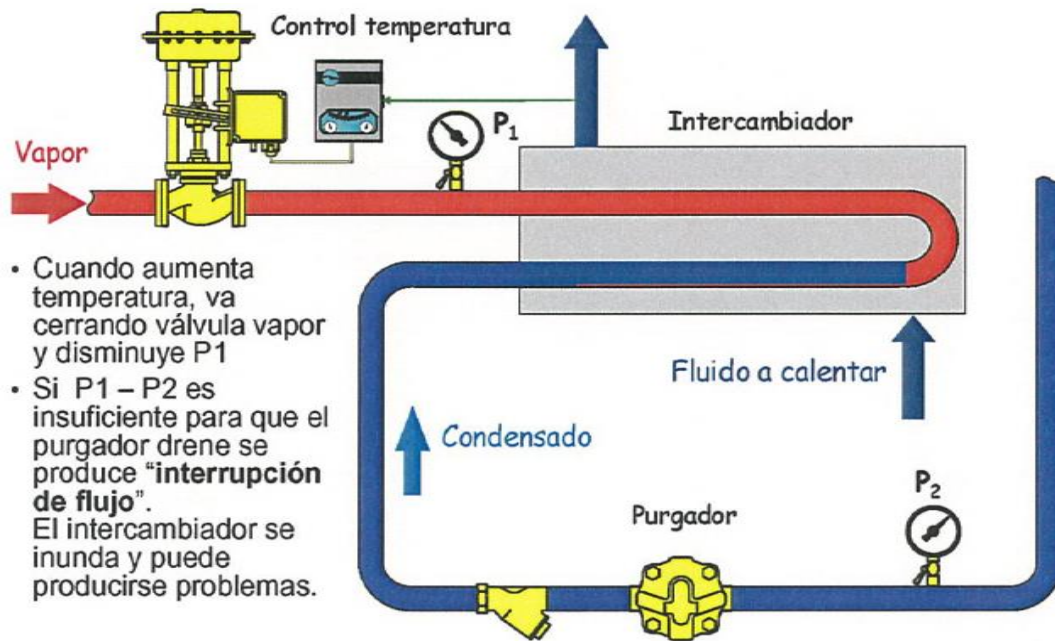 Control temperatura
P1
Intercambiador
Vapor
• Cuando aumenta
temperatura, va
cerrando válvula vapor
y disminuye P1
• Si P1 – P2 es
insuficiente para que el
purgador drene se
produce “interrupción
de flujo”.
El intercambiador se
inunda y puede
producirse problemas.
Fluido a calentar
Condensado
Purgador
P2